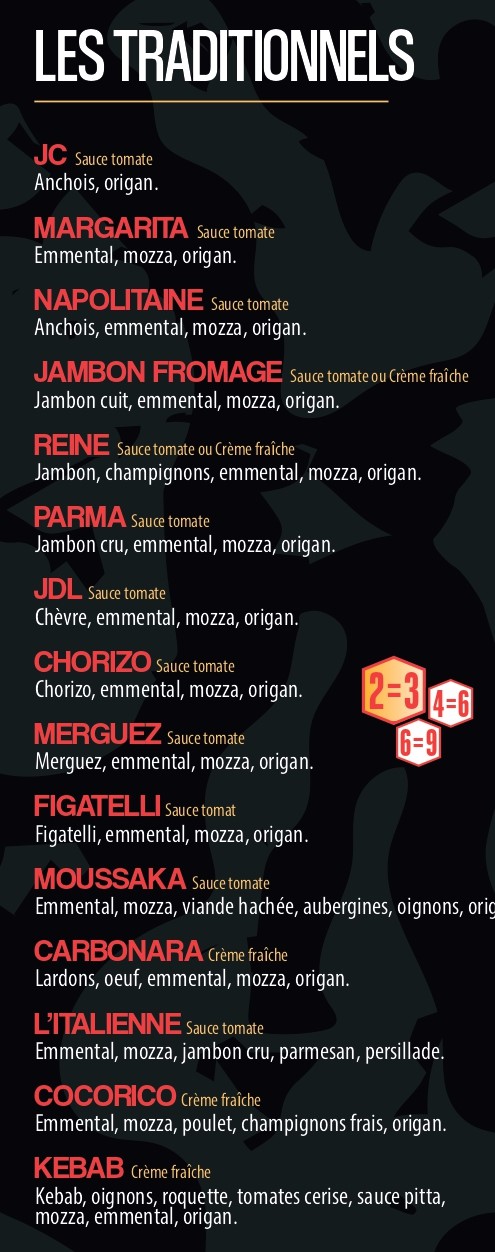 LES TRADITIONNELS
JC Sauce tomate
Anchois, origan.
MARGARITA Sauce tomate
Emmental, mozza, origan.
NAPOLITAINE Sauce tomate
Anchois, emmental, mozza, origan.
JAMBON FROMAGE Sauce tomate ou Crème fraîche
Jambon cuit, emmental, mozza, origan.
REINE Sauce tomate ou Crème fraîche
Jambon, champignons, emmental, mozza, origan.
PARMA Sauce tomate
Jambon cru, emmental, mozza, origan.
JDL Sauce tomate
Chèvre, emmental, mozza, origan.
CHORIZO Sauce tomate
Chorizo, emmental, mozza, origan.
2=3
4=6
6=9
MERGUEZ Sauce tomate
Merguez, emmental, mozza, origan.
FIGATELLI Sauce tomat
Figatelli, emmental, mozza, origan.
MOUSSAKA Sauce tomate
Emmental, mozza, viande hachée, aubergines, oignons, orig
CARBONARA Crème fraîche
Lardons, oeuf, emmental, mozza, origan.
L'ITALIENNE Sauce tomate
Emmental, mozza, jambon cru, parmesan, persillade.
COCORICO Crème fraîche
Emmental, mozza, poulet, champignons frais, origan.
KEBAB Crème fraîche
Kebab, oignons, roquette, tomates cerise, sauce pitta,
mozza, emmental, origan.